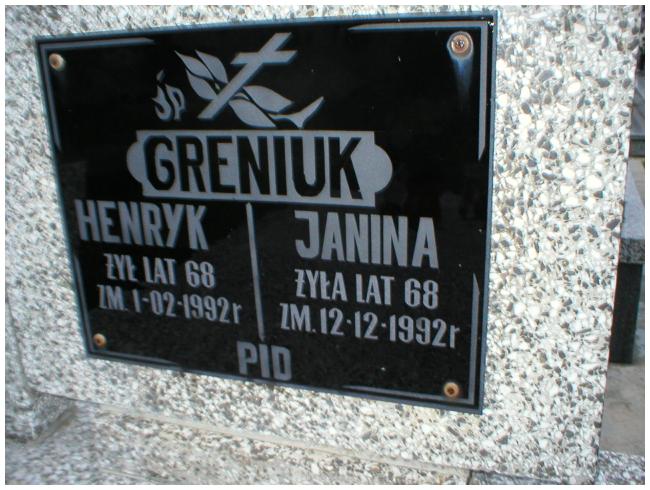 ŚP
GRENIUK
HENRYK
ŻYŁ LAT 68
ZM. 1-02-1992r
JANINA
ŻYŁA LAT 68
ZM. 12-12-1992r
PID